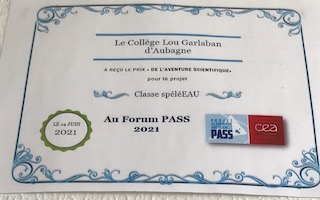 Le Collège Lou Garlaban
d'Aubagne
A REÇU LE PRIX « DE L'AVENTURE SCIENTIFIQUE»
pour le projet
Classe spéléEAU
LE 14 JUIN
2021
Au Forum PASS
2021
PASS
cea